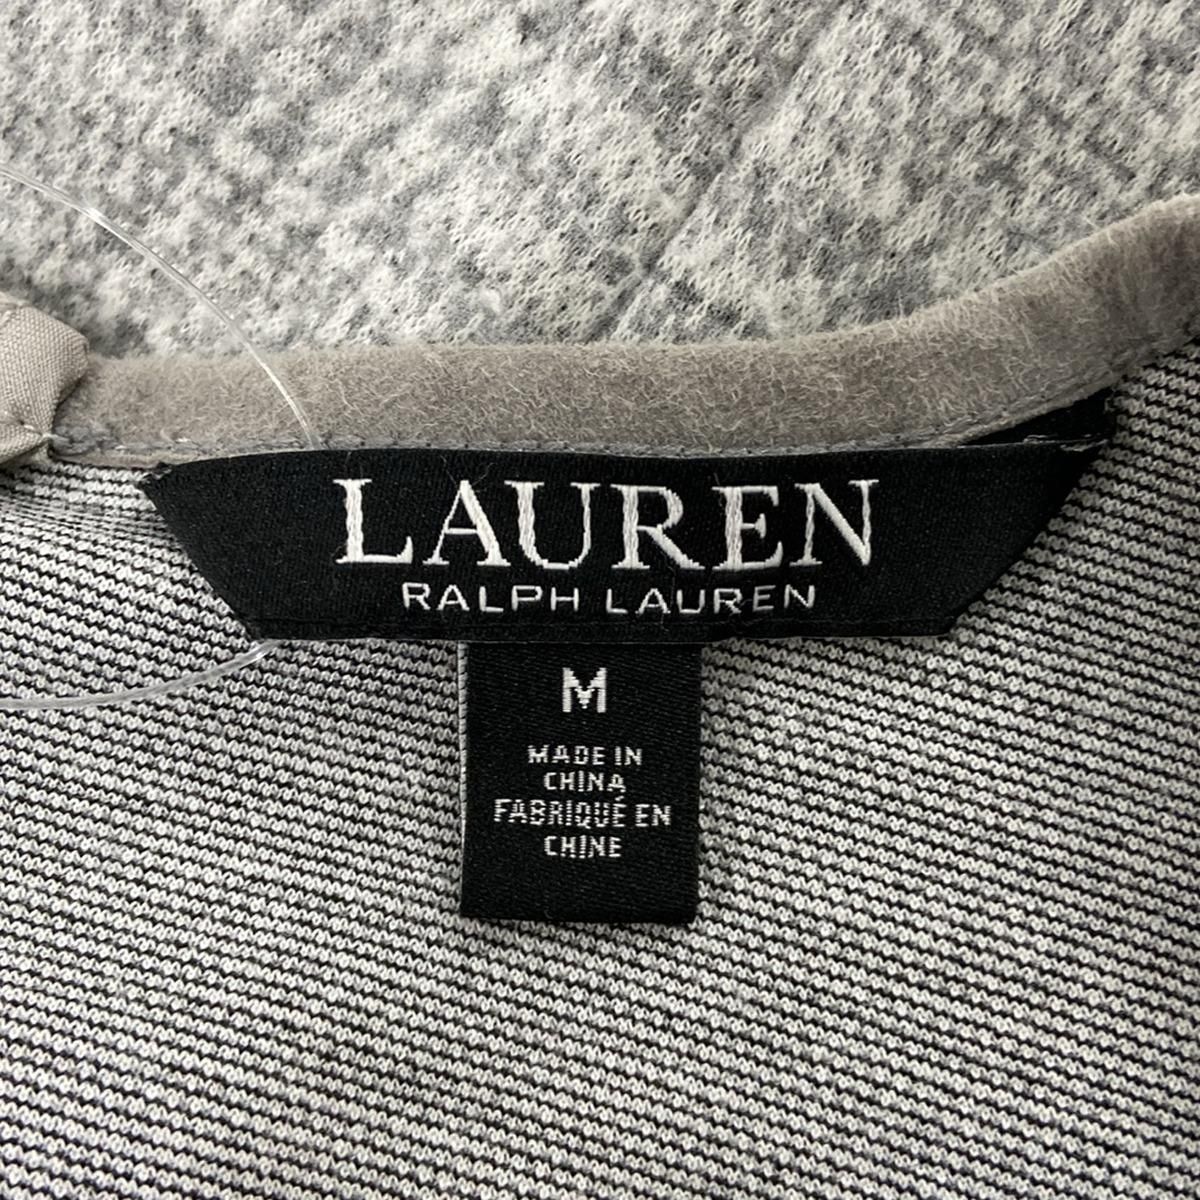 LAUREN
RALPH LAUREN
M
MADE IN
CHINA
FABRIQUÉ EN
CHINE